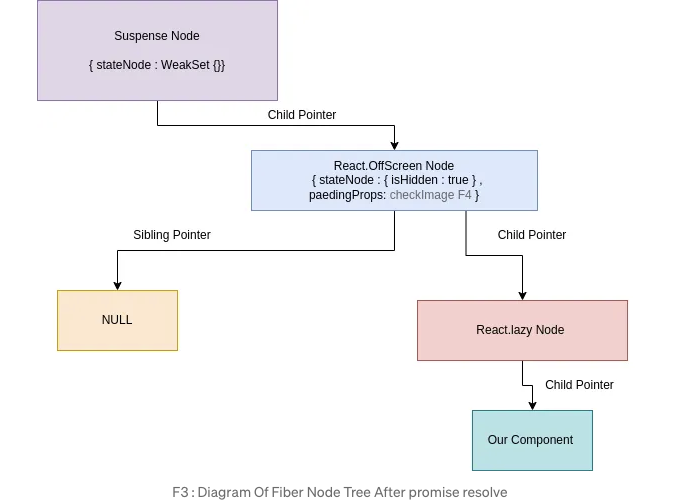 Suspense Node
{ stateNode : WeakSet {}}
Child Pointer
React.OffScreen Node
{ stateNode : { isHidden : true } ,
paedingProps: checkImage F4 }
Sibling Pointer
Child Pointer
NULL
React.lazy Node
Child Pointer
Our Component
F3 : Diagram Of Fiber Node Tree After promise resolve